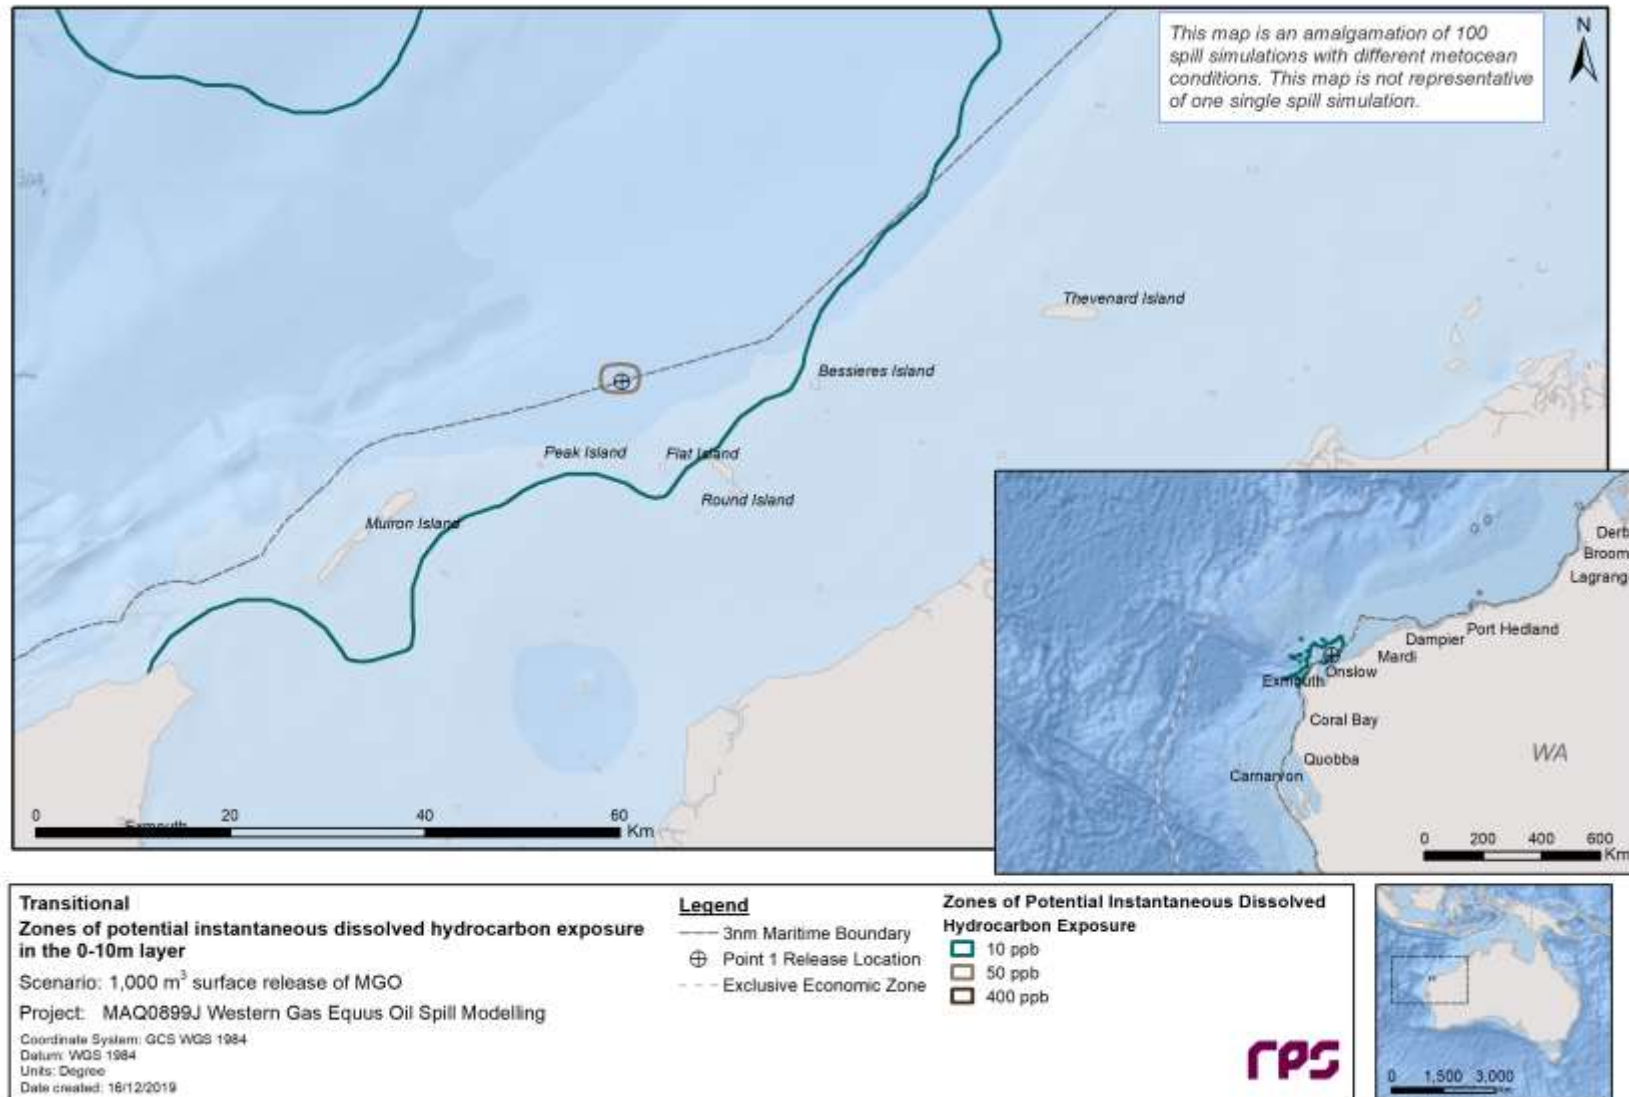 This map is an amalgamation of 100
spill simulations with different metocean
conditions. This map is not representative
of one single spill simulation.
N
Thevenard Island
Bessieres Island
Peak Island
Flat Island
Round Island
Muiron Island
Exmouth
0 20 40 60
Km
Derb
Broom
Lagrang
Port Hedland
Dampier
Mardi
Onslow
Exmouth
Coral Bay
WA
Quobba
Carnarvon
0 200 400 600
Km
Transitional
Zones of potential instantaneous dissolved hydrocarbon exposure
in the 0-10m layer
Scenario: 1,000 m³ surface release of MGO
Project: MAQ0899J Western Gas Equus Oil Spill Modelling
Coordinate System: GCS WGS 1984
Datum: WGS 1984
Units: Degree
Date created: 16/12/2019
Legend
3nm Maritime Boundary
Point 1 Release Location
Exclusive Economic Zone
Zones of Potential Instantaneous Dissolved
Hydrocarbon Exposure
10 ppb
50 ppb
400 ppb
rps
0 1,500 3,000